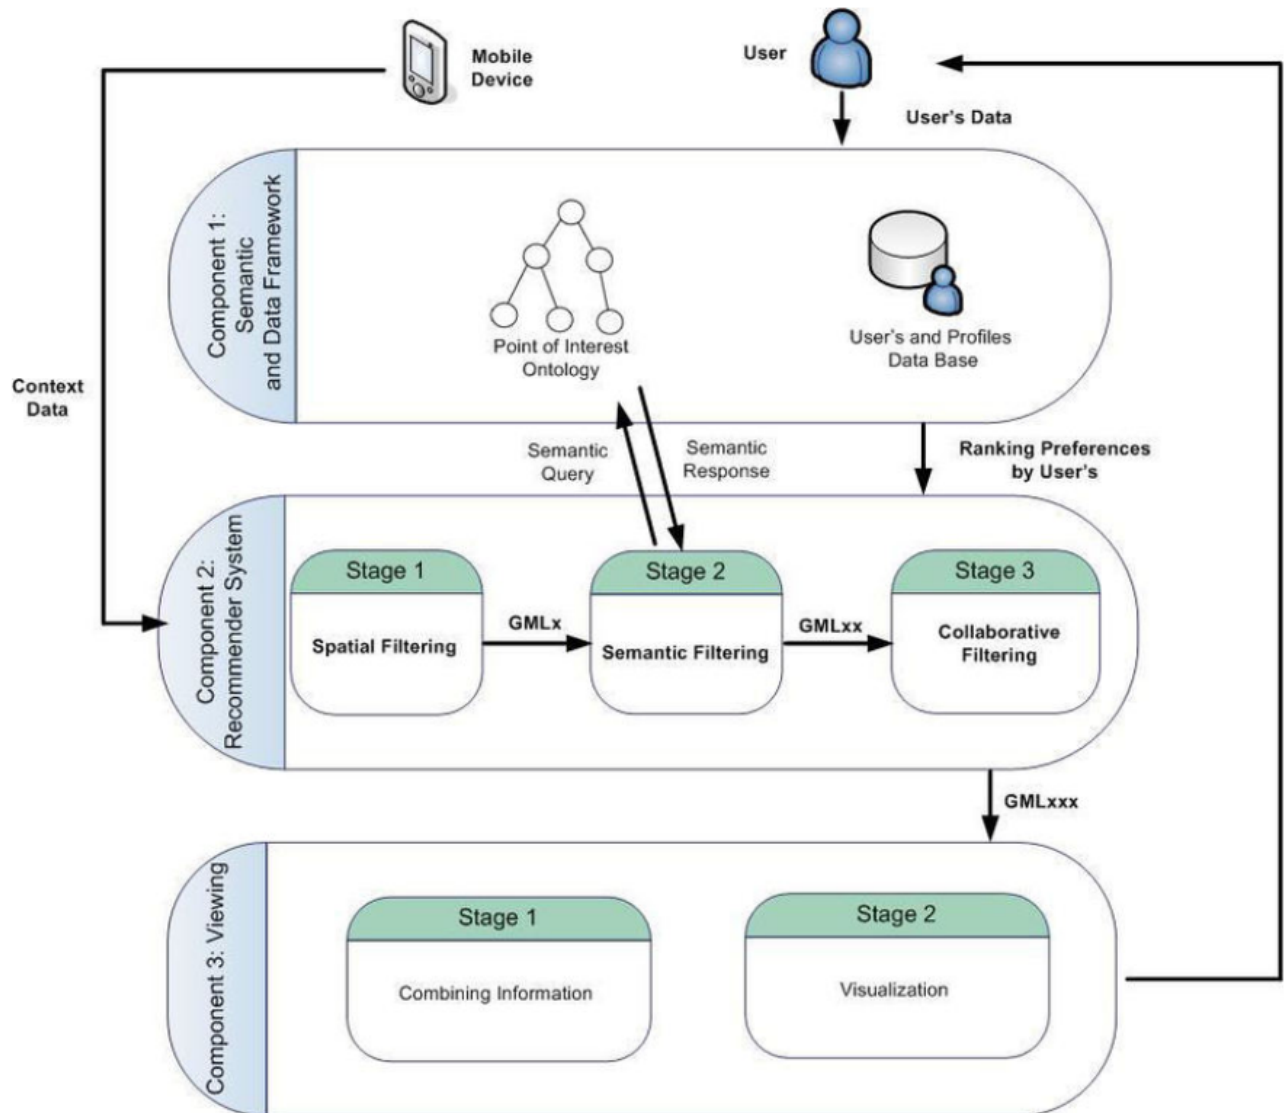 Mobile
Device
User
User's Data
Component 1:
Semantic
and Data Framework
Point of Interest
Ontology
User's and Profiles
Data Base
Context
Data
Semantic
Query
Semantic
Response
Ranking Preferences
by User's
Component 2:
Recommender System
Stage 1
Spatial Filtering
GMLx
Stage 2
Semantic Filtering
GMLxx
Stage 3
Collaborative
Filtering
GMLxxx
Component 3: Viewing
Stage 1
Combining Information
Stage 2
Visualization